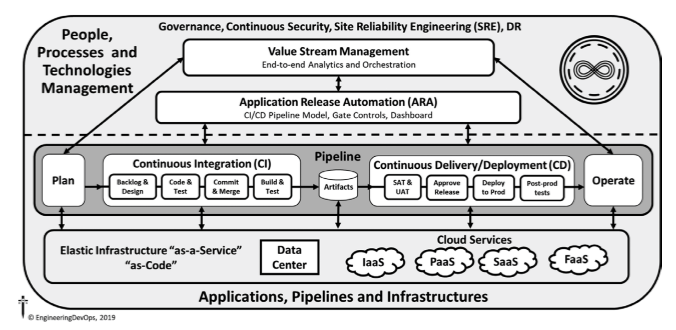 Governance, Continuous Security, Site Reliability Engineering (SRE), DR
People,
Processes and
Technologies
Management
Value Stream Management
End-to-end Analytics and Orchestration
Application Release Automation (ARA)
CI/CD Pipeline Model, Gate Controls, Dashboard
Pipeline
Plan
Continuous Integration (CI)
Backlog &
Design
Code &
Test
Commit
& Merge
Build &
Test
Artifacts
Continuous Delivery/Deployment (CD)
SAT &
UAT
Approve
Release
Deploy
to Prod
Post-prod
tests
Operate
Elastic Infrastructure “as-a-Service”
“as-Code”
Data
Center
Cloud Services
IaaS
PaaS
SaaS
FaaS
Applications, Pipelines and Infrastructures
© EngineeringDevOps, 2019